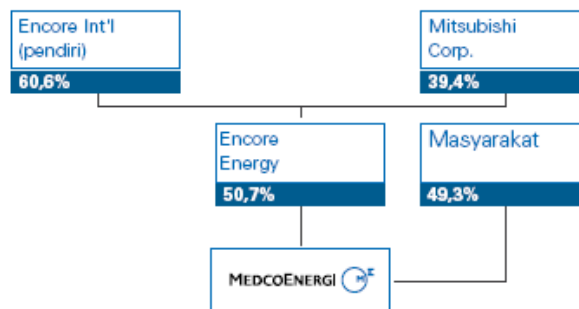 Encore Int'l
(pendiri)
60,6%
Mitsubishi
Corp.
39,4%
Encore
Energy
50,7%
Masyarakat
49,3%
MEDCOENERGI